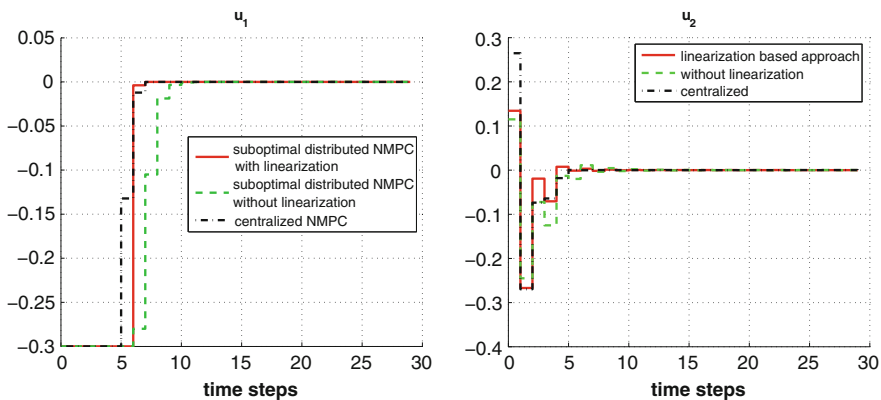 u1
0.05
0
−0.05
−0.1
−0.15
−0.2
−0.25
−0.3
0 5 10 15 20 25 30
time steps
suboptimal distributed NMPC
with linearization
suboptimal distributed NMPC
without linearization
centralized NMPC
u2
0.3
0.2
0.1
0
−0.1
−0.2
−0.3
−0.4
0 5 10 15 20 25 30
time steps
linearization based approach
without linearization
centralized